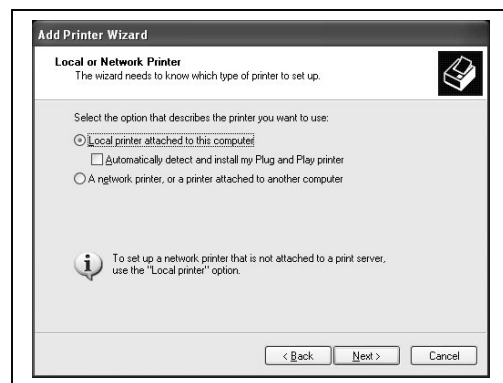 Add Printer Wizard
Local or Network Printer
The wizard needs to know which type of printer to set up.
Select the option that describes the printer you want to use:
Local printer attached to this computer
Automatically detect and install my Plug and Play printer
A network printer, or a printer attached to another computer
To set up a network printer that is not attached to a print server,
use the "Local printer" option.
< Back Next > Cancel